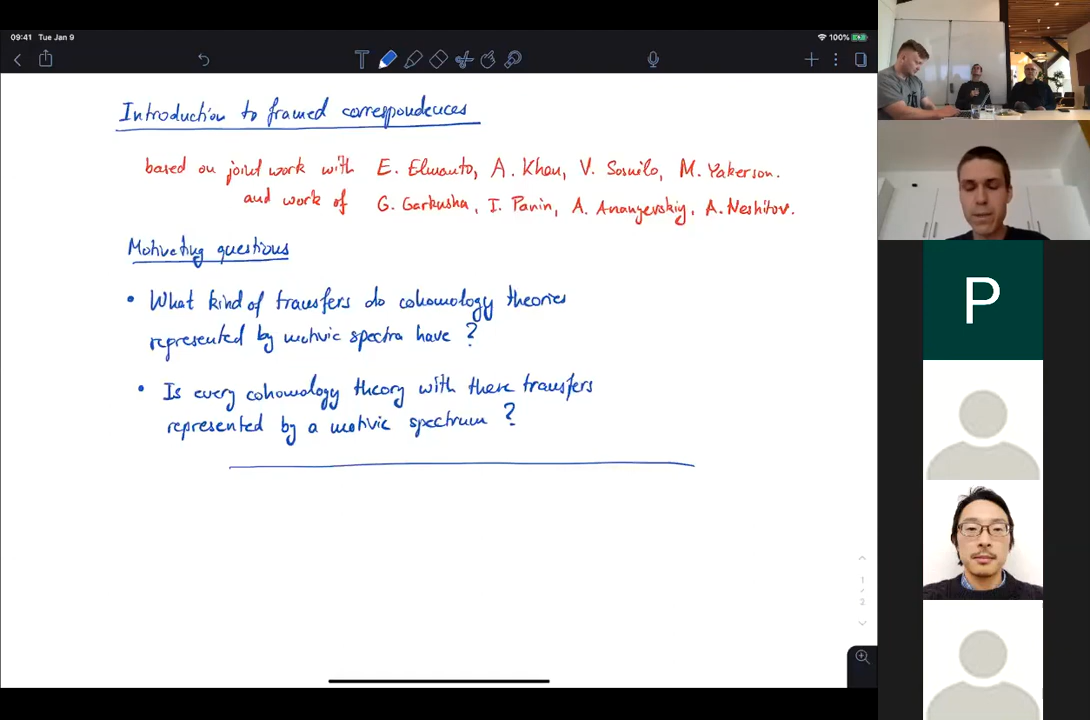 09:41 Tue Jan 9
100%
Introduction to framed correspondences
based on joint work with E. Elmanto, A. Khan, V. Sosnilo, M. Yakerson.
and work of G. Garkusha, I. Panin, A. Ananyevskiy, A. Neshitov.
Motivating questions
• What kind of transfers do cohomology theories
represented by motivic spectra have ?
• Is every cohomology theory with these transfers
represented by a motivic spectrum ?
1
/
2
P